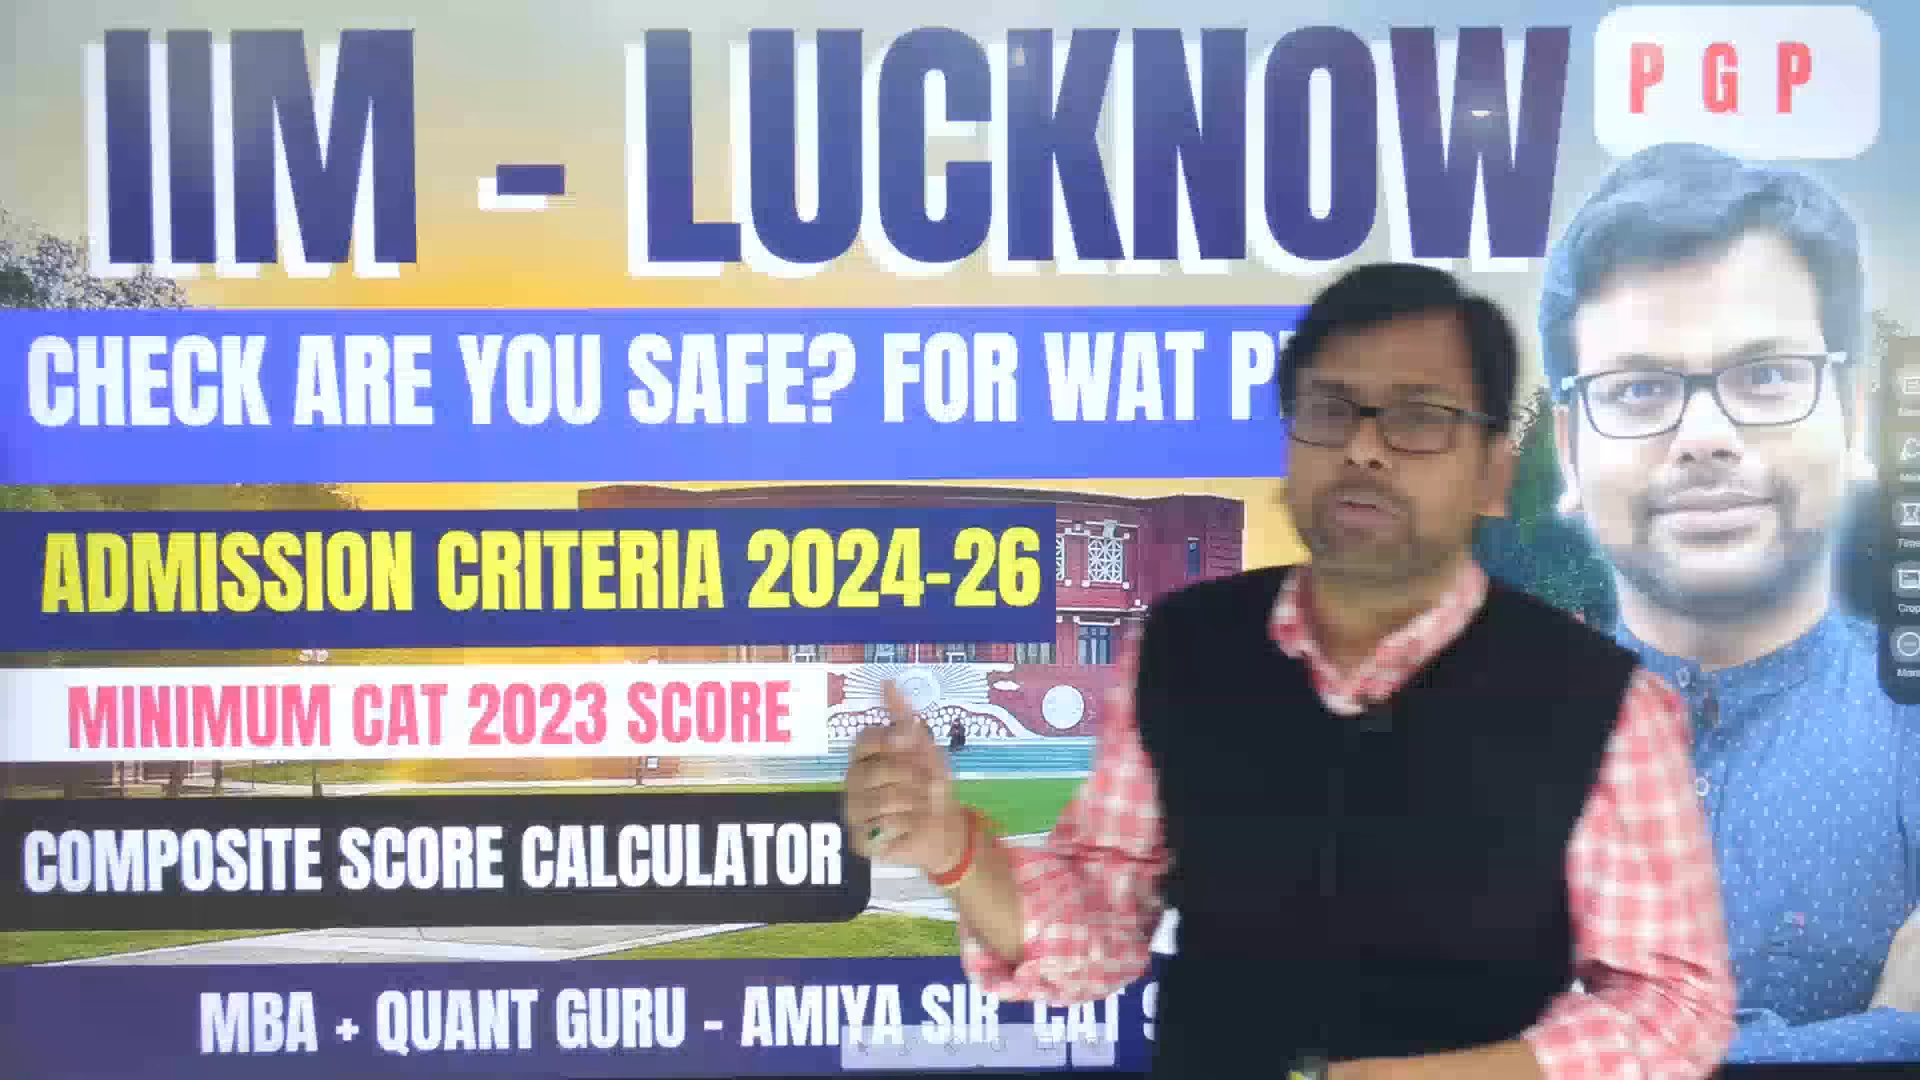 IIM - LUCKNOW
P G P
CHECK ARE YOU SAFE? FOR WAT
ADMISSION CRITERIA 2024-26
MINIMUM CAT 2023 SCORE
COMPOSITE SCORE CALCULATOR
MBA + QUANT GURU - AMIYA SIR CAT